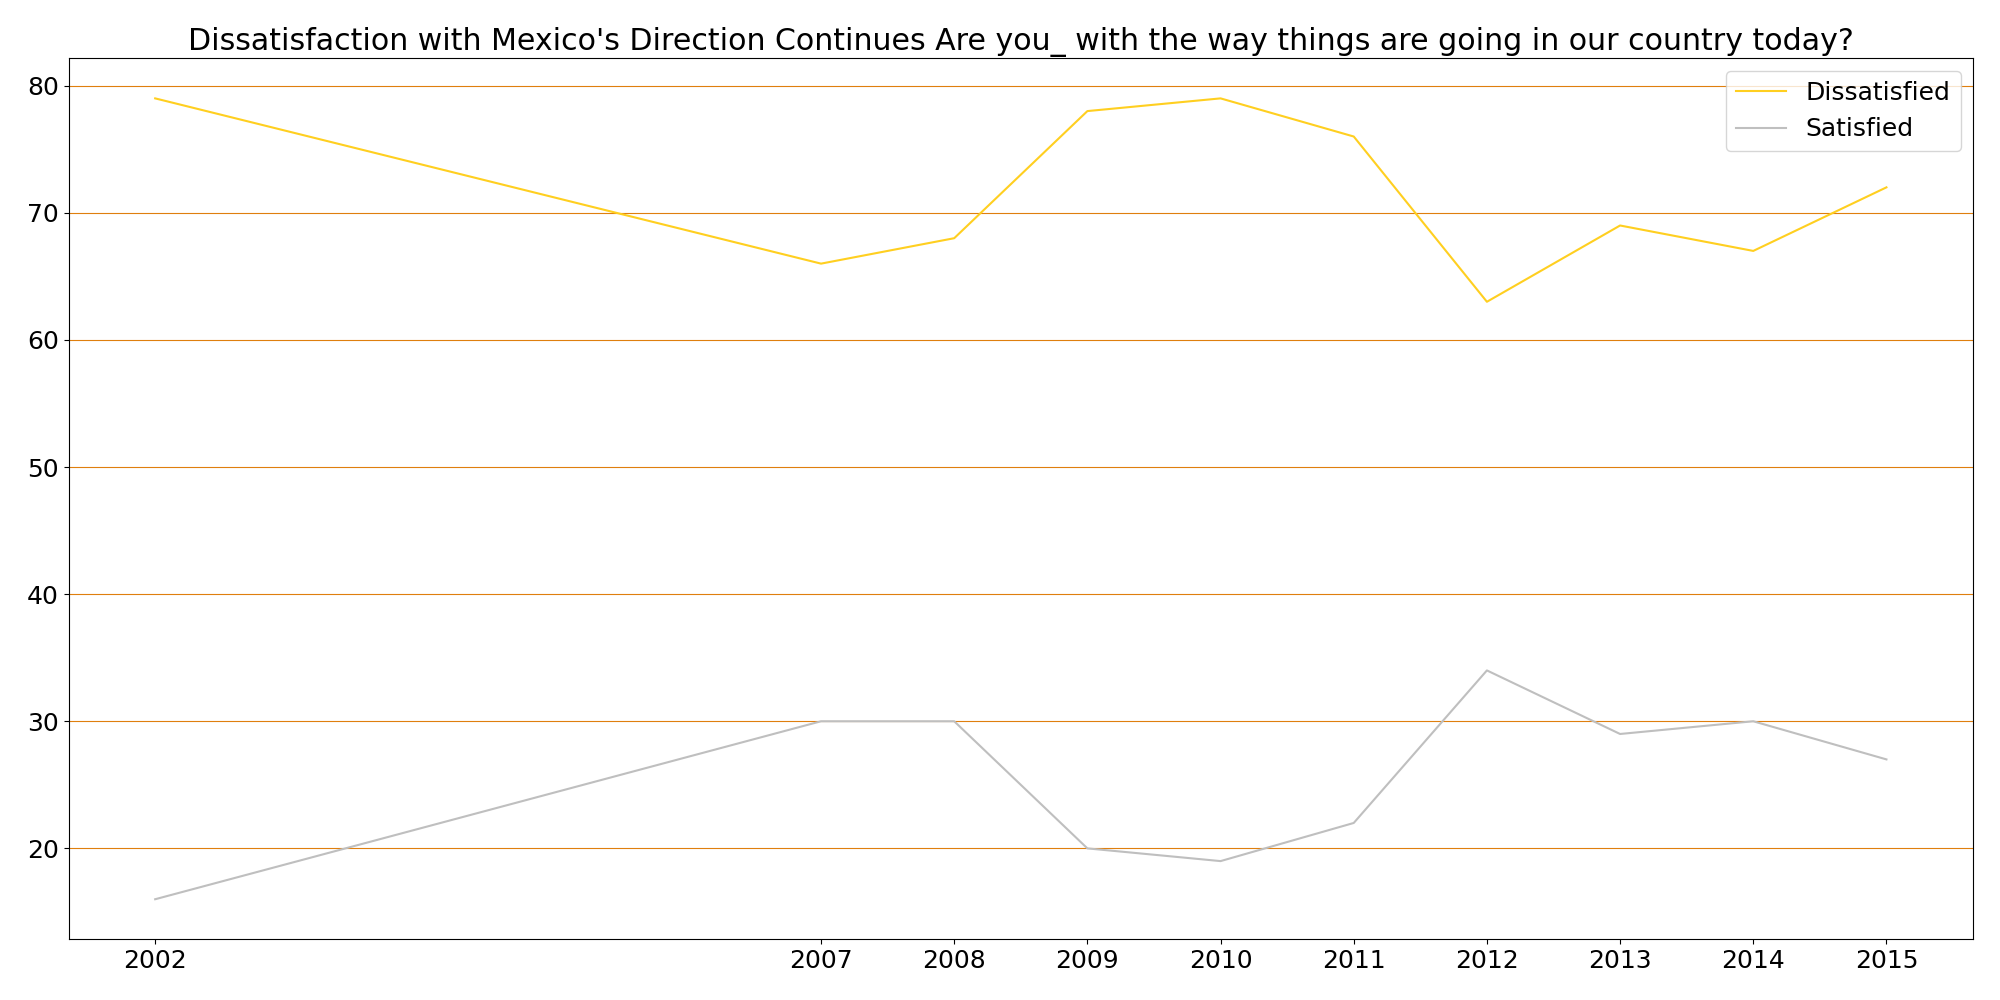 Dissatisfaction with Mexico's Direction Continues Are you_ with the way things are going in our country today?
Dissatisfied
Satisfied
80
70
60
50
40
30
20
2002 2007 2008 2009 2010 2011 2012 2013 2014 2015